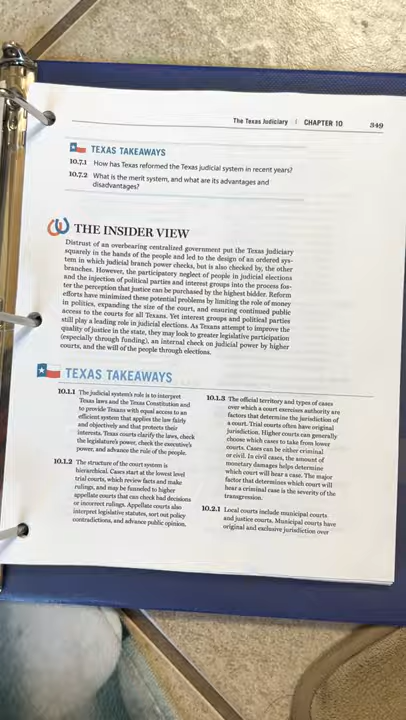 The Texas Judiciary | CHAPTER 10 349
TEXAS TAKEAWAYS
10.7.1 How has Texas reformed the Texas judicial system in recent years?
10.7.2 What is the merit system, and what are its advantages and
disadvantages?
THE INSIDER VIEW
Distrust of an overbearing centralized government put the Texas judiciary
squarely in the hands of the people and led to the design of an ordered sys-
tem in which judicial branch power checks, but is also checked by, the other
branches. However, the participatory neglect of people in judicial elections
and the injection of political parties and interest groups into the process fos-
ter the perception that justice can be purchased by the highest bidder. Reform
efforts have minimized these potential problems by limiting the role of money
in politics, expanding the size of the court, and ensuring continued public
access to the courts for all Texans. Yet interest groups and political parties
still play a leading role in judicial elections. As Texans attempt to improve the
quality of justice in the state, they may look to greater legislative participation
(especially through funding), an internal check on judicial power by higher
courts, and the will of the people through elections.
TEXAS TAKEAWAYS
10.1.1 The judicial system's role is to interpret
Texas laws and the Texas Constitution and
to provide Texans with equal access to an
efficient system that applies the law fairly
and objectively and that protects their
interests. Texas courts clarify the laws, check
the legislature's power, check the executive's
power, and advance the rule of the people.
10.1.2 The structure of the court system is
hierarchical. Cases start at the lowest level
trial courts, which review facts and make
rulings, and may be funneled to higher
appellate courts that can check bad decisions
or incorrect rulings. Appellate courts also
interpret legislative statutes, sort out policy
contradictions, and advance public opinion.
10.1.3 The official territory and types of cases
over which a court exercises authority are
factors that determine the jurisdiction of
a court. Trial courts often have original
jurisdiction. Higher courts can generally
choose which cases to take from lower
courts. Cases can be either criminal
or civil. In civil cases, the amount of
monetary damages helps determine
which court will hear a case. The major
factor that determines which court will
hear a criminal case is the severity of the
transgression.
10.2.1 Local courts include municipal courts
and justice courts. Municipal courts have
original and exclusive jurisdiction over